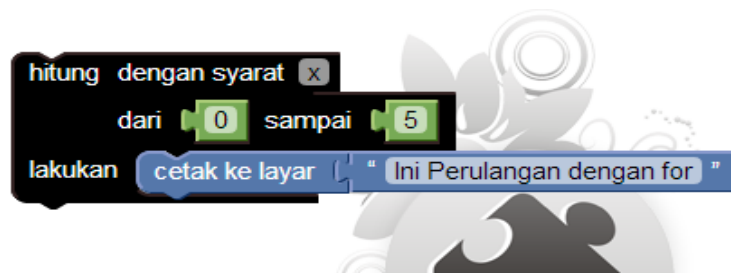 hitung dengan syarat x
dari 0 sampai 5
lakukan cetak ke layar “ Ini Perulangan dengan for ”